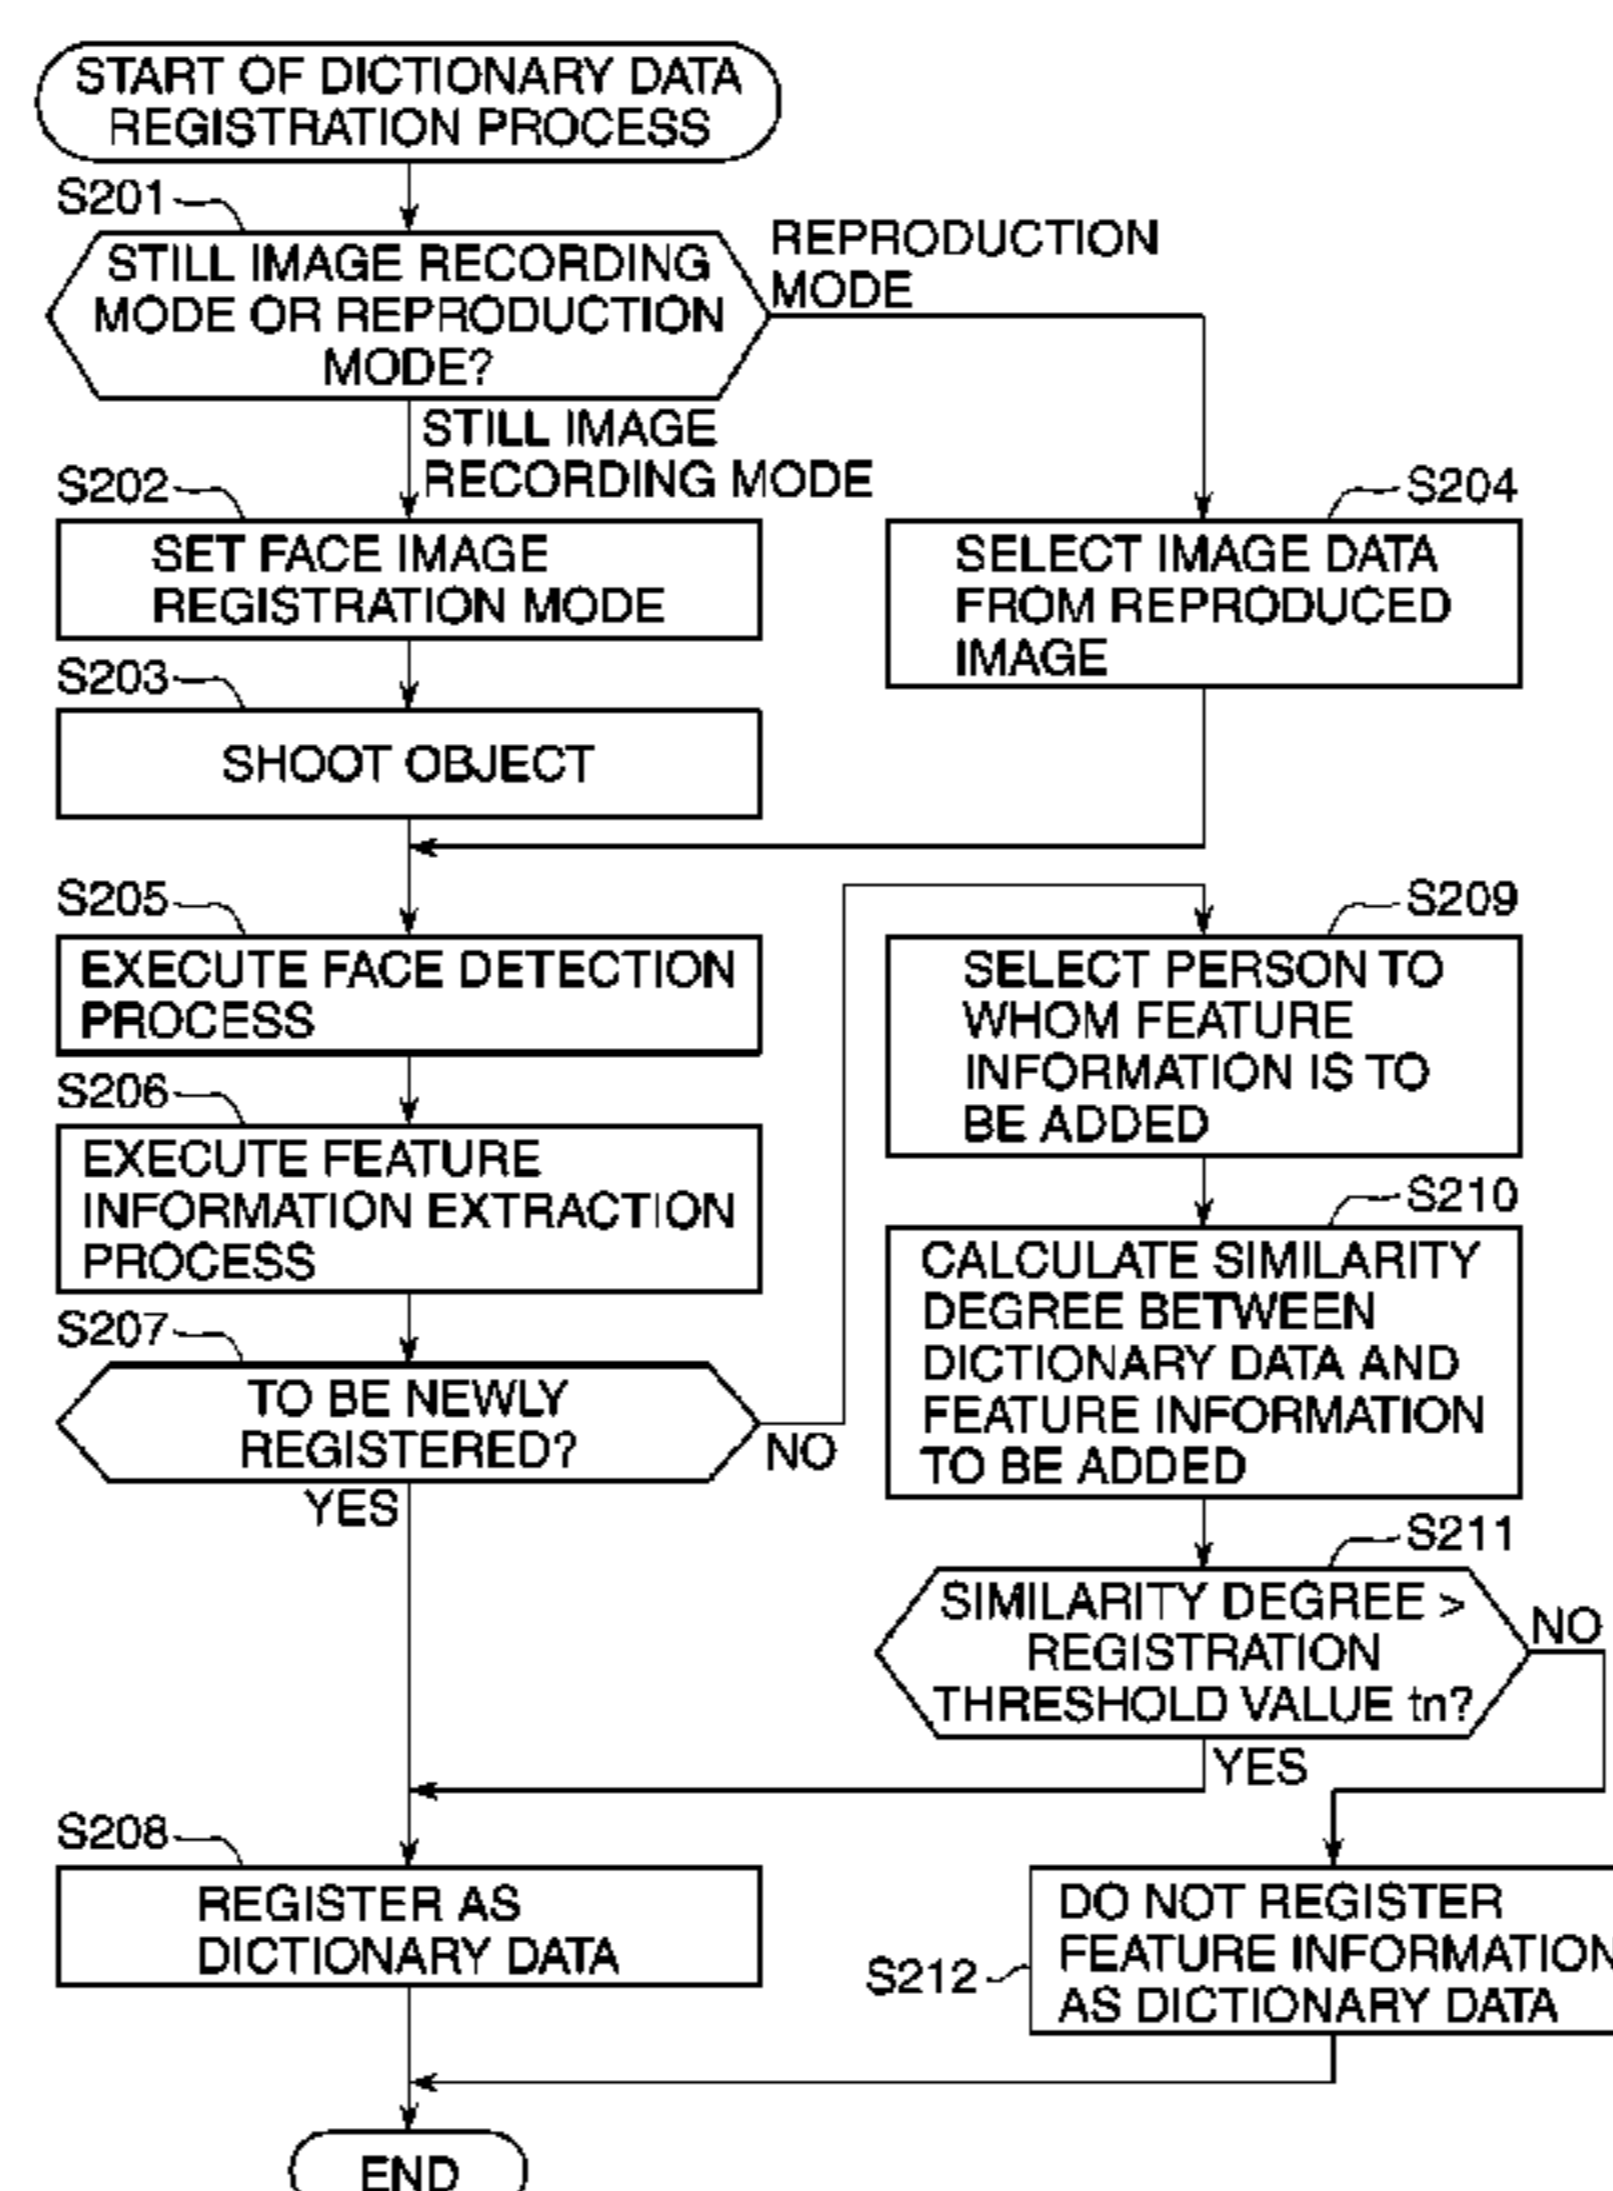 START OF DICTIONARY DATA
REGISTRATION PROCESS
S201
STILL IMAGE RECORDING
MODE OR REPRODUCTION
MODE?
REPRODUCTION
MODE
STILL IMAGE
RECORDING MODE
S202
SET FACE IMAGE
REGISTRATION MODE
S204
SELECT IMAGE DATA
FROM REPRODUCED
IMAGE
S203
SHOOT OBJECT
S205
EXECUTE FACE DETECTION
PROCESS
S206
EXECUTE FEATURE
INFORMATION EXTRACTION
PROCESS
S207
TO BE NEWLY
REGISTERED?
NO
YES
S209
SELECT PERSON TO
WHOM FEATURE
INFORMATION IS TO
BE ADDED
S210
CALCULATE SIMILARITY
DEGREE BETWEEN
DICTIONARY DATA AND
FEATURE INFORMATION
TO BE ADDED
S211
SIMILARITY DEGREE >
REGISTRATION
THRESHOLD VALUE tn?
NO
YES
S208
REGISTER AS
DICTIONARY DATA
S212
DO NOT REGISTER
FEATURE INFORMATION
AS DICTIONARY DATA
END